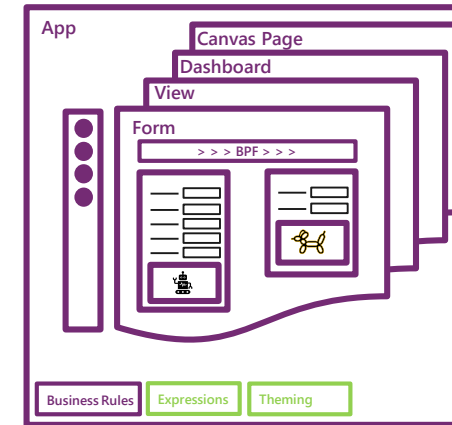 App
Canvas Page
Dashboard
View
Form
> > > BPF > > >
Business Rules
Expressions
Theming